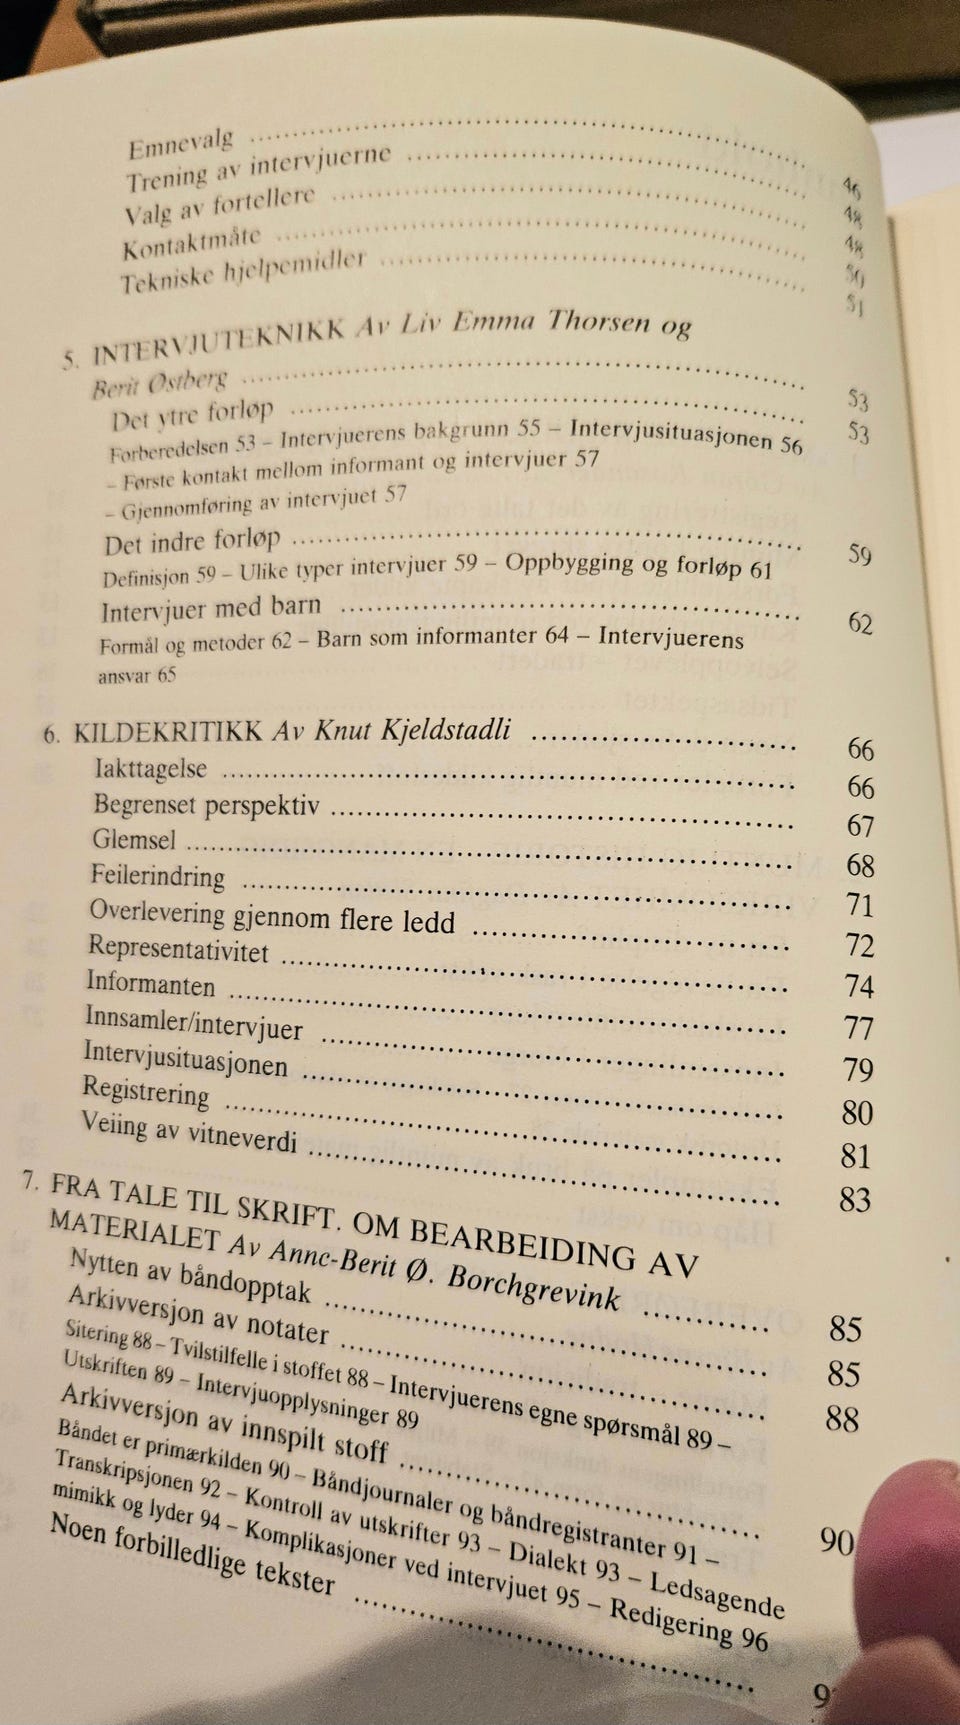 Emnevalg ........ 46
Trening av intervjuerne ........ 48
Valg av fortellere ........ 48
Kontaktmåte ........ 50
Tekniske hjelpemidler ........ 51
5. INTERVJUTEKNIKK Av Liv Emma Thorsen og
Berit Østberg ........ 53
Det ytre forløp ........ 53
Forberedelsen 53 – Intervjuerens bakgrunn 55 – Intervjusituasjonen 56
– Første kontakt mellom informant og intervjuer 57
– Gjennomføring av intervjuet 57
Det indre forløp ........ 59
Definisjon 59 – Ulike typer intervjuer 59 – Oppbygging og forløp 61
Intervjuer med barn ........ 62
Formål og metoder 62 – Barn som informanter 64 – Intervjuerens
ansvar 65
6. KILDEKRITIKK Av Knut Kjeldstadli ........ 66
Iakttagelse ........ 66
Begrenset perspektiv ........ 67
Glemsel ........ 68
Feilerindring ........ 71
Overlevering gjennom flere ledd ........ 72
Representativitet ........ 74
Informanten ........ 77
Innsamler/intervjuer ........ 79
Intervjusituasjonen ........ 80
Registrering ........ 81
Veiing av vitneverdi ........ 83
7. FRA TALE TIL SKRIFT. OM BEARBEIDING AV
MATERIALET Av Anne-Berit Ø. Borchgrevink ........ 85
Nytten av båndopptak ........ 85
Arkivversjon av notater ........ 88
Sitering 88 – Tvilstilfelle i stoffet 88 – Intervjuerens egne spørsmål 89 –
Utskriften 89 – Intervjuopplysninger 89
Arkivversjon av innspilt stoff ........ 90
Båndet er primærkilden 90 – Båndjournaler og båndregistranter 91 –
Transkripsjonen 92 – Kontroll av utskrifter 93 – Dialekt 93 – Ledsagende
mimikk og lyder 94 – Komplikasjoner ved intervjuet 95 – Redigering 96
Noen forbilledlige tekster ........